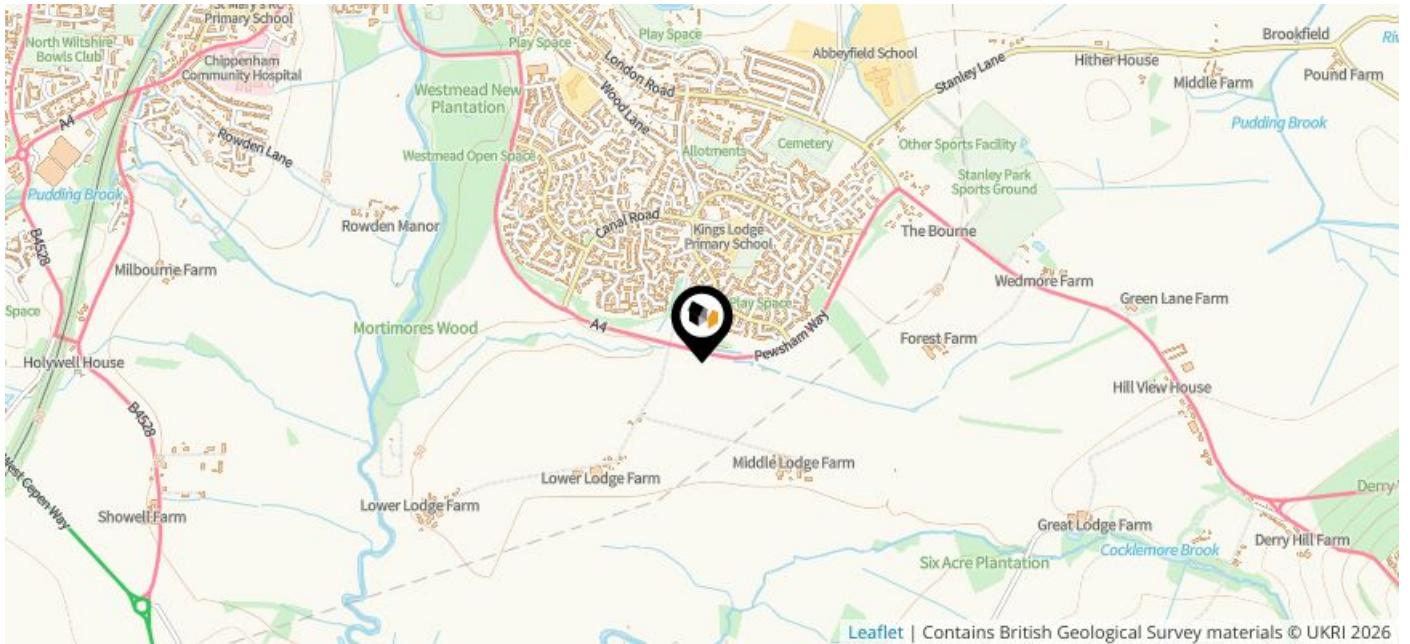 St Mary's RC
Primary School
North Wiltshire
Bowls Club
Chippenham
Community Hospital
A4
Rowden Lane
Pudding Brook
B4528
Rowden Manor
Milbourne Farm
Space
Holywell House
B4528
West Cepen Way
Showell Farm
Play Space
Play Space
London Road
Wood Lane
Westmead New
Plantation
Westmead Open Space
Allotments
Cemetery
Abbeyfield School
Stanley Lane
Hither House
Brookfield
Middle Farm
Pound Farm
Pudding Brook
Other Sports Facility
Stanley Park
Sports Ground
Canal Road
Kings Lodge
Primary School
The Bourne
Wedmore Farm
Green Lane Farm
Play Space
Mortimores Wood
A4
Pewsham Way
Forest Farm
Hill View House
Lower Lodge Farm
Middle Lodge Farm
Lower Lodge Farm
Great Lodge Farm
Derry Hill Farm
Cocklemore Brook
Six Acre Plantation
Derry
50
50
60
Leaflet | Contains British Geological Survey materials © UKRI 2026